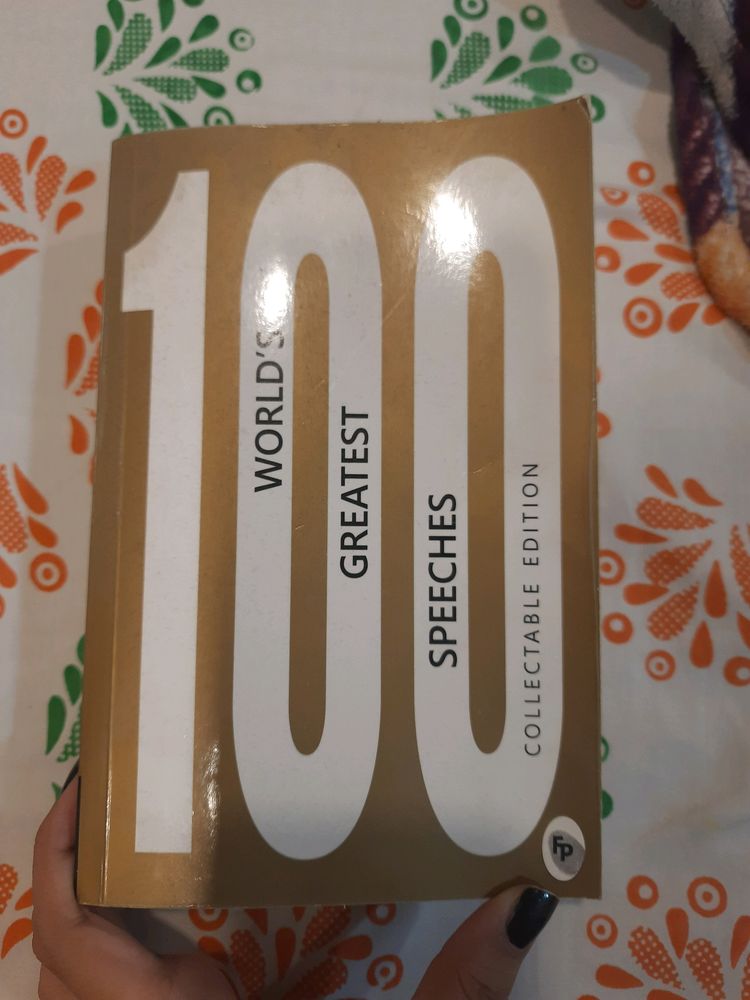 100
WORLD'S
GREATEST
SPEECHES
COLLECTABLE EDITION
FP